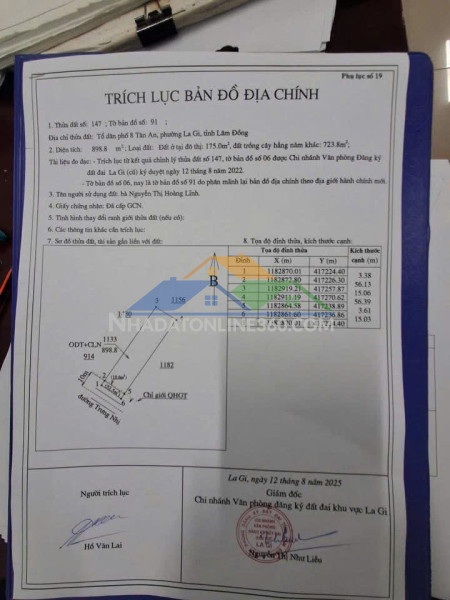 Phụ lục số 19
TRÍCH LỤC BẢN ĐỒ ĐỊA CHÍNH
1. Thửa đất số: 147 ; Tờ bản đồ số: 91 ;
Địa chỉ thửa đất: Tổ dân phố 8 Tân An, phường La Gi, tỉnh Lâm Đồng
2. Diện tích: 898.8 m² ; Loại đất: Đất ở tại đô thị: 175.0m², đất trồng cây hằng năm khác: 723.8m²;
Tài liệu đo đạc: - Trích lục từ kết quả chỉnh lý thửa đất số 147, tờ bản đồ số 06 được Chi nhánh Văn phòng Đăng ký
đất đai La Gi (cũ) ký duyệt ngày 12 tháng 8 năm 2022.
- Tờ bản đồ số 06, nay là tờ bản đồ số 91 do phân mảnh lại bản đồ địa chính theo địa giới hành chính mới.
3. Tên người sử dụng đất: bà Nguyễn Thị Hoàng Linh.
4. Giấy chứng nhận: Đã cấp GCN.
5. Tình hình thay đổi ranh giới thửa đất (nếu có):
6. Các thông tin khác cần trích lục:
7. Sơ đồ thửa đất, tài sản gắn liền với đất:
8. Tọa độ đỉnh thửa, kích thước cạnh:
Tọa độ đỉnh
Kích thước cạnh (m)
Đỉnh X (m) Y (m)
1 1182870.01 417224.40
3.38
2 1182872.80 417226.30
56.13
3 1182919.21 417257.87
15.06
4 1182911.19 417270.62
56.39
5 1182864.58 417238.89
3.61
6 1182861.60 417236.86
15.03
B
3
1156
NHADATONLINE360.COM
ODT+CLN 1133
914 898.8
1182
10m
Chỉ giới QHGT
đường Trưng Nhị
La Gi, ngày 12 tháng 8 năm 2025
Người trích lục
Giám đốc
Chi nhánh Văn phòng đăng ký đất đai khu vực La Gi
Hồ Văn Lai
LA GI
Nguyễn Thị Như Liễu